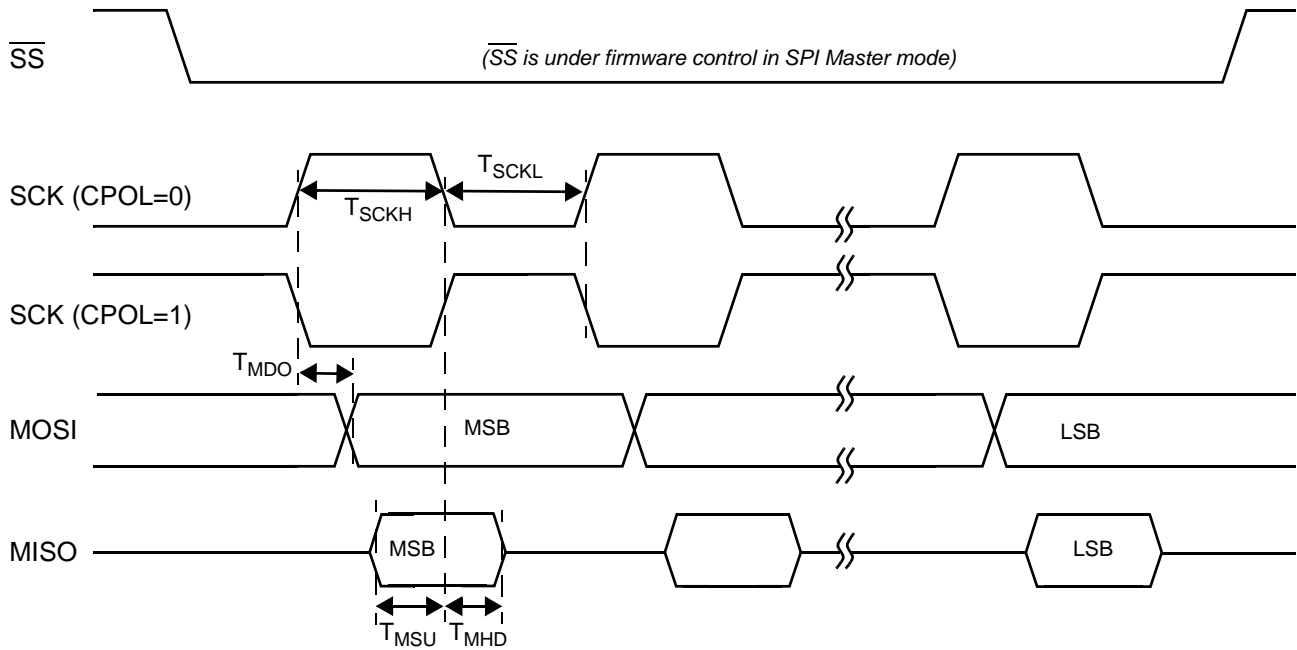 SS
(SS is under firmware control in SPI Master mode)
TSCKL
SCK (CPOL=0)
TSCKH
SCK (CPOL=1)
TMDO
MOSI
MSB
LSB
MISO
MSB
LSB
TMSU
TMHD